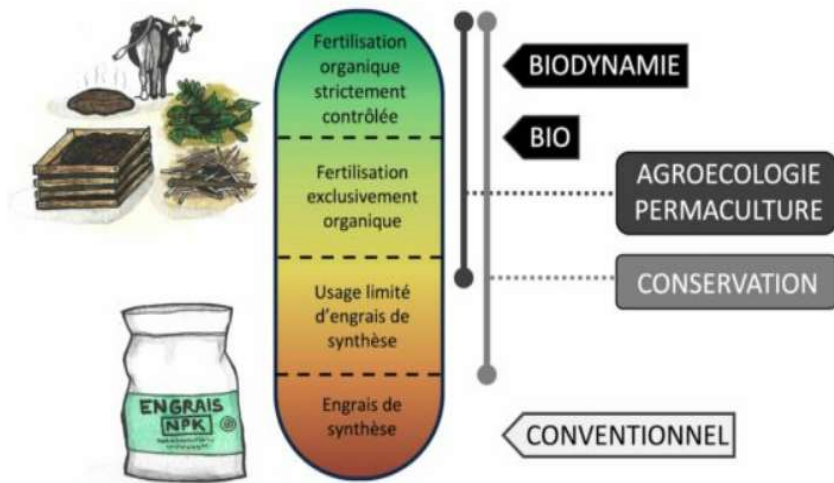 Fertilisation
organique
strictement
contrôlée
Fertilisation
exclusivement
organique
Usage limité
d'engrais de
synthèse
Engrais de
synthèse
BIODYNAMIE
BIO
AGROECOLOGIE
PERMACULTURE
CONSERVATION
CONVENTIONNEL
ENGRAIS
NPK